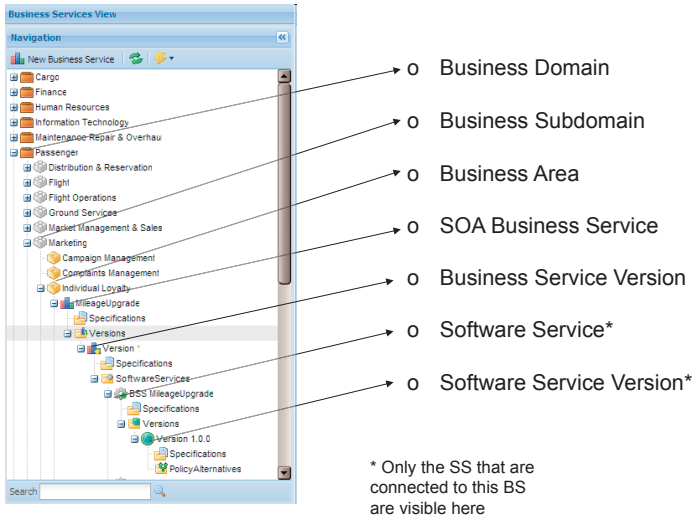 Business Services View
Navigation
New Business Service
Cargo
Finance
Human Resources
Information Technology
Maintenance Repair & Overhau
Passenger
Distribution & Reservation
Flight
Flight Operations
Ground Services
Market Management & Sales
Marketing
Campaign Management
Complaints Management
Individual Loyalty
MileageUpgrade
Specifications
Versions
Version *
Specifications
SoftwareServices
BSS MileageUpgrade
Specifications
Versions
Version 1.0.0
Specifications
PolicyAlternatives
Search
o Business Domain
o Business Subdomain
o Business Area
o SOA Business Service
o Business Service Version
o Software Service*
o Software Service Version*
* Only the SS that are
connected to this BS
are visible here